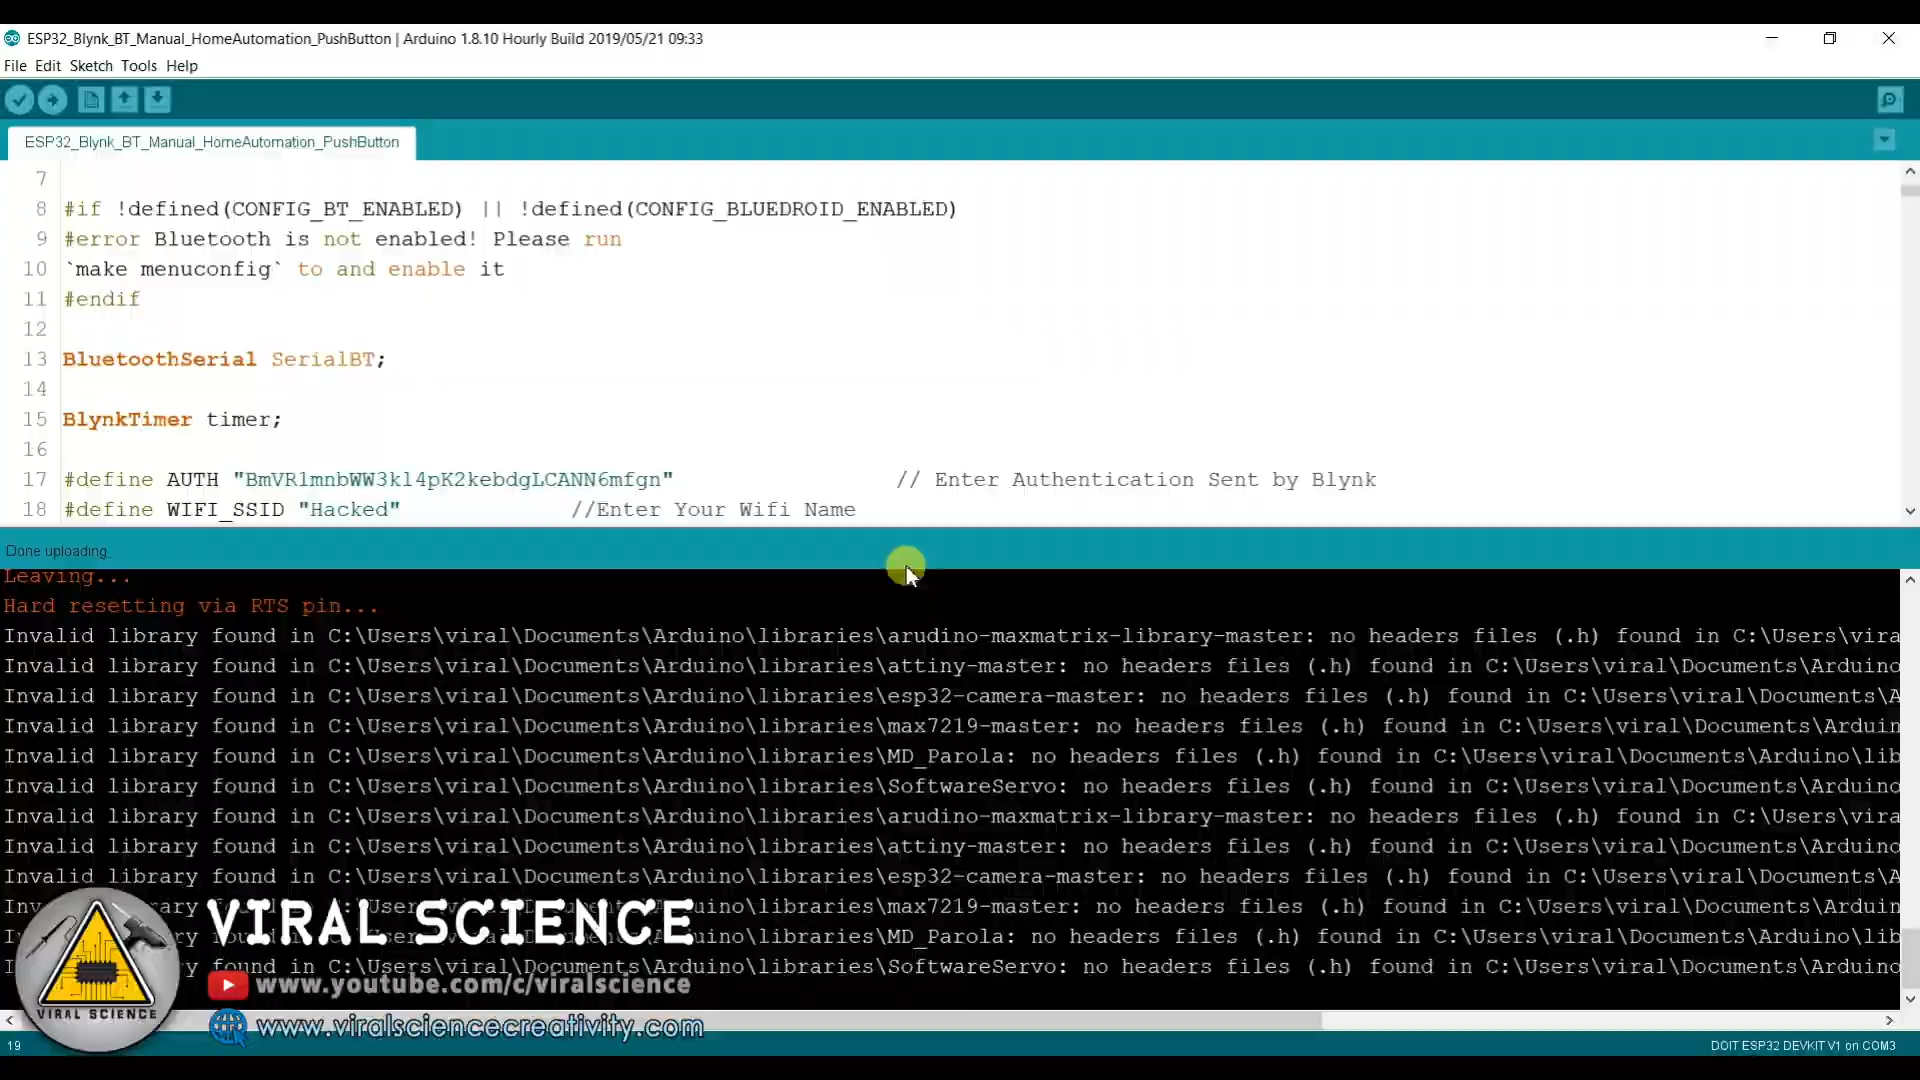 ESP32_Blynk_BT_Manual_HomeAutomation_PushButton | Arduino 1.8.10 Hourly Build 2019/05/21 09:33
File Edit Sketch Tools Help
ESP32_Blynk_BT_Manual_HomeAutomation_PushButton
7
8 #if !defined(CONFIG_BT_ENABLED) || !defined(CONFIG_BLUEDROID_ENABLED)
9 #error Bluetooth is not enabled! Please run
10 `make menuconfig` to and enable it
11 #endif
12
13 BluetoothSerial SerialBT;
14
15 BlynkTimer timer;
16
17 #define AUTH "BmVR1mnbWW3kl4pK2kebdgLCANN6mfgn" // Enter Authentication Sent by Blynk
18 #define WIFI_SSID "Hacked" //Enter Your Wifi Name
Done uploading.
Leaving...
Hard resetting via RTS pin...
Invalid library found in C:\Users\viral\Documents\Arduino\libraries\arudino-maxmatrix-library-master: no headers files (.h) found in C:\Users\vira
Invalid library found in C:\Users\viral\Documents\Arduino\libraries\attiny-master: no headers files (.h) found in C:\Users\viral\Documents\Arduino
Invalid library found in C:\Users\viral\Documents\Arduino\libraries\esp32-camera-master: no headers files (.h) found in C:\Users\viral\Documents\A
Invalid library found in C:\Users\viral\Documents\Arduino\libraries\max7219-master: no headers files (.h) found in C:\Users\viral\Documents\Arduin
Invalid library found in C:\Users\viral\Documents\Arduino\libraries\MD_Parola: no headers files (.h) found in C:\Users\viral\Documents\Arduino\lib
Invalid library found in C:\Users\viral\Documents\Arduino\libraries\SoftwareServo: no headers files (.h) found in C:\Users\viral\Documents\Arduino
Invalid library found in C:\Users\viral\Documents\Arduino\libraries\arudino-maxmatrix-library-master: no headers files (.h) found in C:\Users\vira
Invalid library found in C:\Users\viral\Documents\Arduino\libraries\attiny-master: no headers files (.h) found in C:\Users\viral\Documents\Arduino
Invalid library found in C:\Users\viral\Documents\Arduino\libraries\esp32-camera-master: no headers files (.h) found in C:\Users\viral\Documents\A
\Documents\Arduino\libraries\max7219-master: no headers files (.h) found in C:\Users\viral\Documents\Arduin
\Documents\Arduino\libraries\MD_Parola: no headers files (.h) found in C:\Users\viral\Documents\Arduino\lib
found in C:\Users\viral\Documents\Arduino\libraries\SoftwareServo: no headers files (.h) found in C:\Users\viral\Documents\Arduino
VIRAL SCIENCE
www.youtube.com/c/viralscience
www.viralsciencecreativity.com
VIRAL SCIENCE
19
DOIT ESP32 DEVKIT V1 on COM3